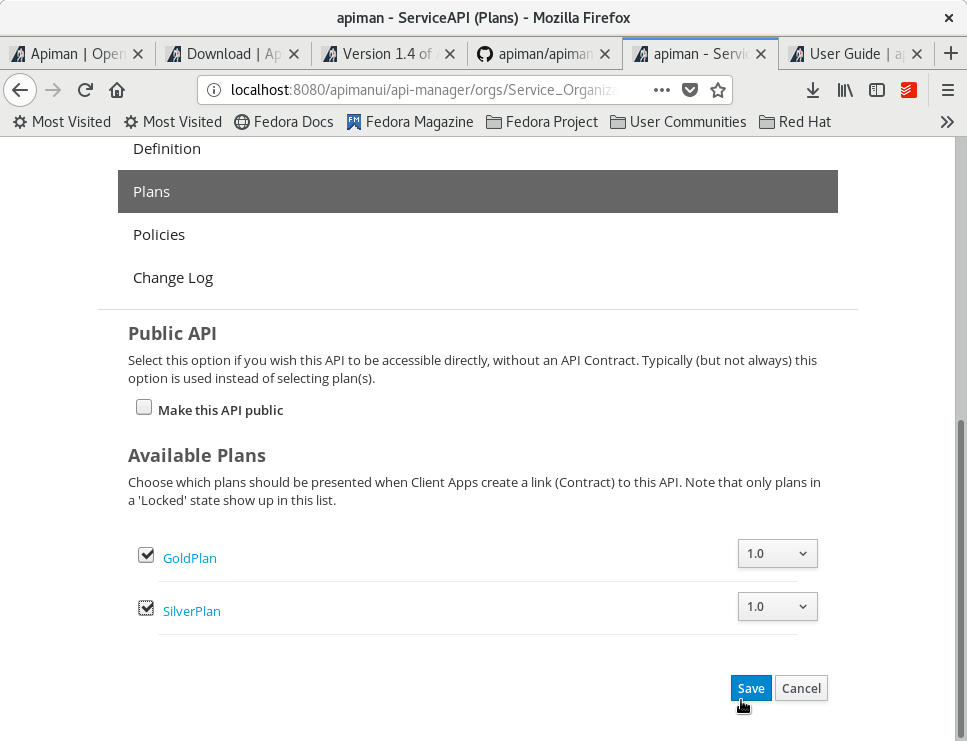 apiman - ServiceAPI (Plans) - Mozilla Firefox
Apiman | Open Download | Ap Version 1.4 of apiman/apiman apiman - Servic User Guide | a
localhost:8080/apimanui/api-manager/orgs/Service_Organiza
Most Visited Most Visited Fedora Docs FM Fedora Magazine Fedora Project User Communities Red Hat
Definition
Plans
Policies
Change Log
Public API
Select this option if you wish this API to be accessible directly, without an API Contract. Typically (but not always) this
option is used instead of selecting plan(s).
Make this API public
Available Plans
Choose which plans should be presented when Client Apps create a link (Contract) to this API. Note that only plans in
a 'Locked' state show up in this list.
GoldPlan 1.0
SilverPlan 1.0
Save Cancel